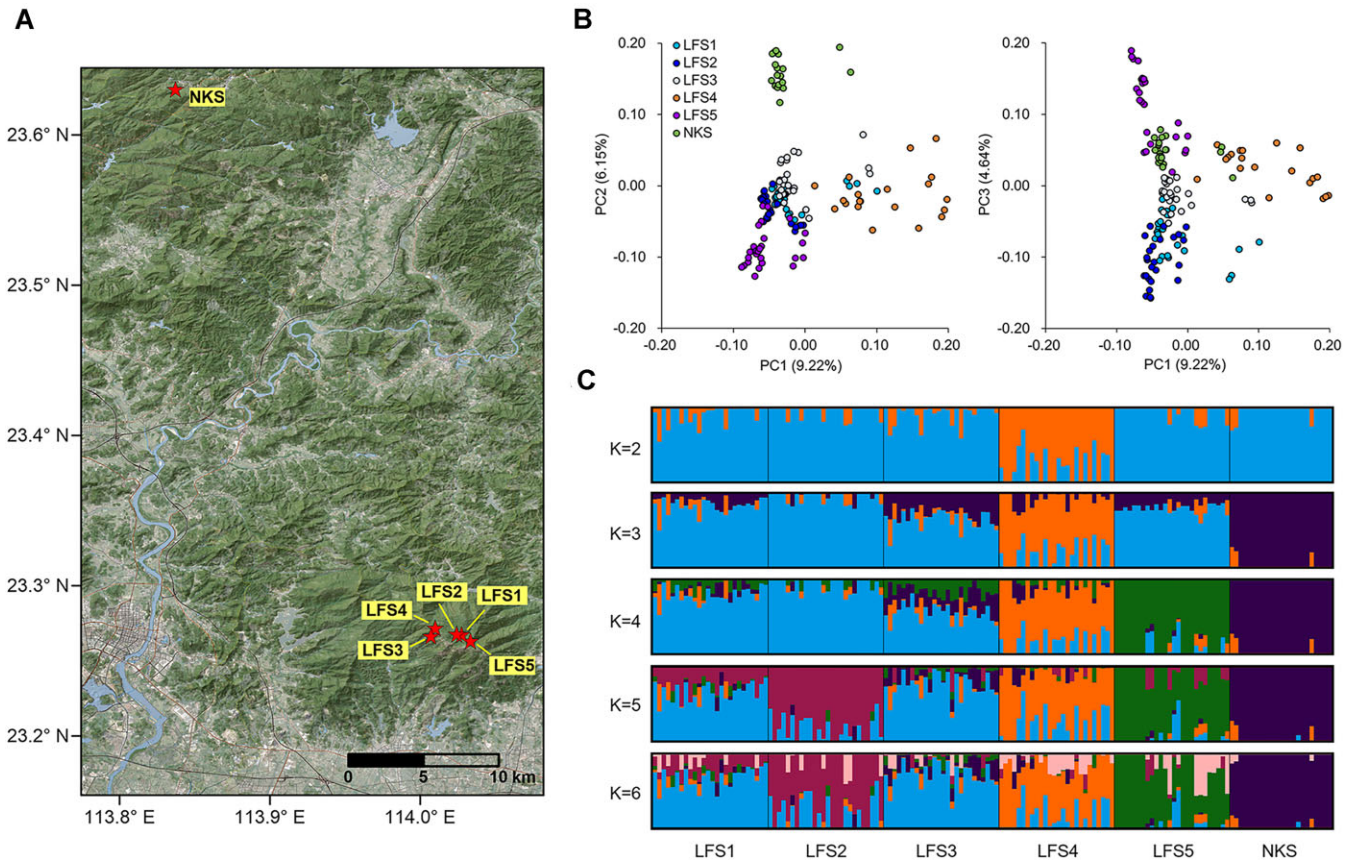 A
NKS
LFS4
LFS2
LFS1
LFS3
LFS5
0 5 10 km
23.6° N
23.5° N
23.4° N
23.3° N
23.2° N
113.8° E 113.9° E 114.0° E
B
LFS1
LFS2
LFS3
LFS4
LFS5
NKS
PC2 (6.15%)
0.20
0.10
0.00
-0.10
-0.20
-0.20 -0.10 0.00 0.10 0.20
PC1 (9.22%)
PC3 (4.64%)
0.20
0.10
0.00
-0.10
-0.20
-0.20 -0.10 0.00 0.10 0.20
PC1 (9.22%)
C
K=2
K=3
K=4
K=5
K=6
LFS1 LFS2 LFS3 LFS4 LFS5 NKS